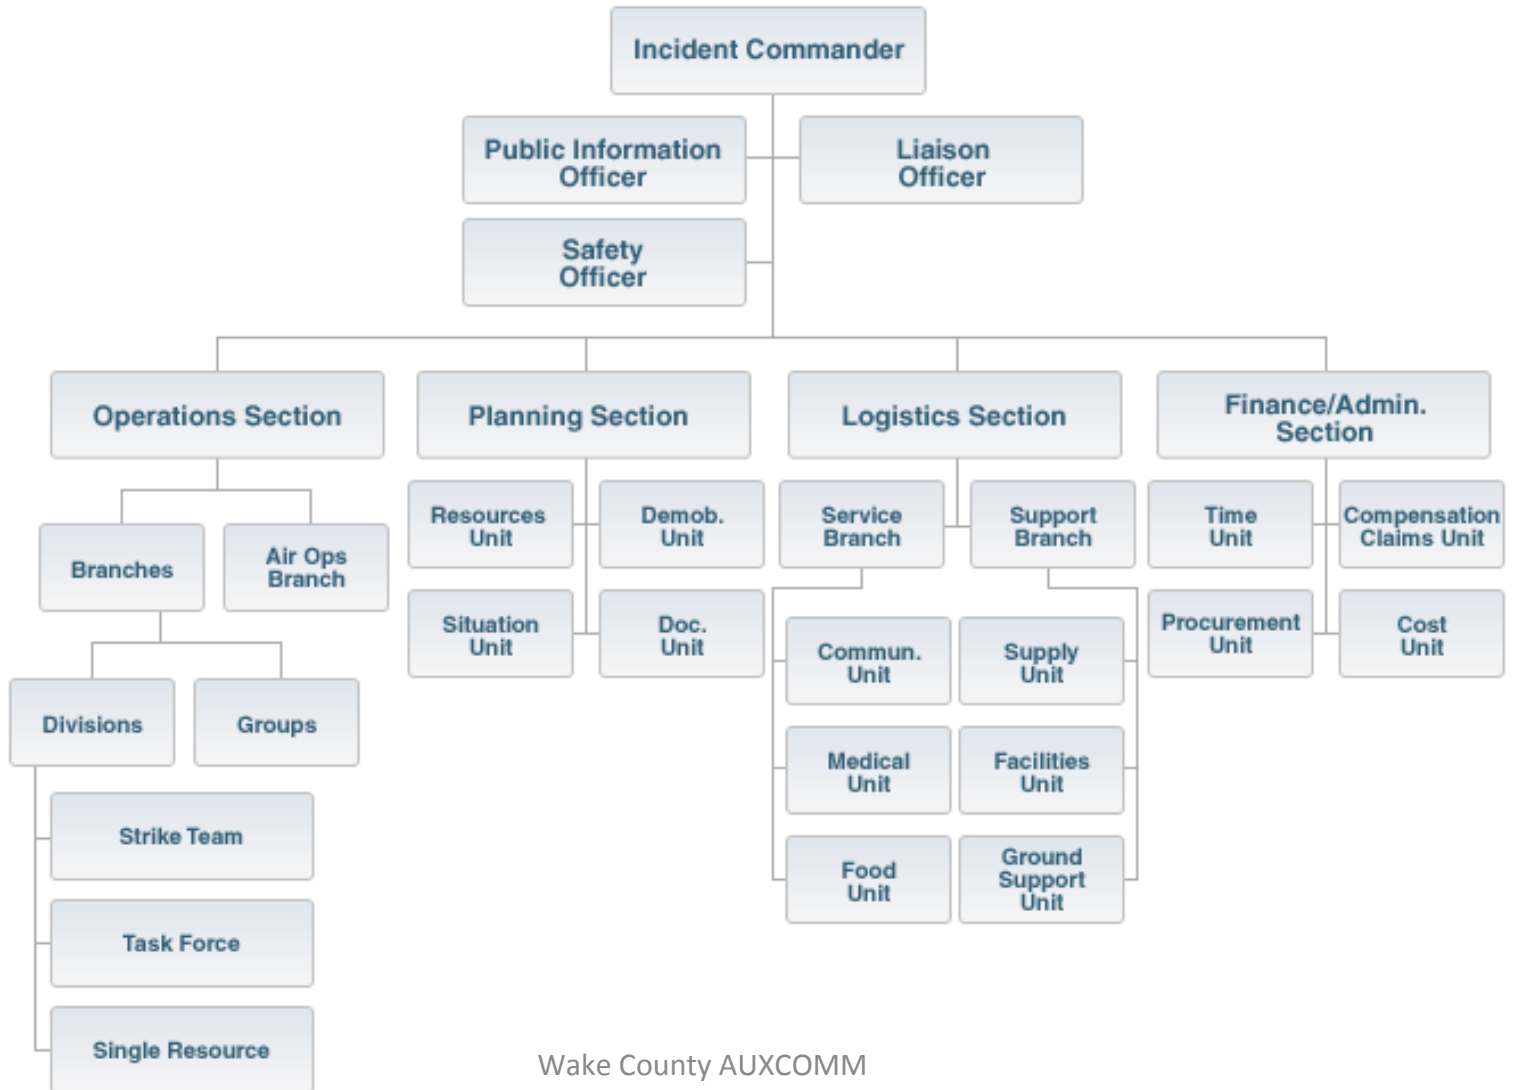 Incident Commander
Public Information
Officer
Liaison
Officer
Safety
Officer
Operations Section
Planning Section
Logistics Section
Finance/Admin.
Section
Branches
Air Ops
Branch
Divisions
Groups
Strike Team
Task Force
Single Resource
Resources
Unit
Demob.
Unit
Situation
Unit
Doc.
Unit
Service
Branch
Support
Branch
Commun.
Unit
Supply
Unit
Medical
Unit
Facilities
Unit
Food
Unit
Ground
Support
Unit
Time
Unit
Compensation
Claims Unit
Procurement
Unit
Cost
Unit
Wake County AUXCOMM